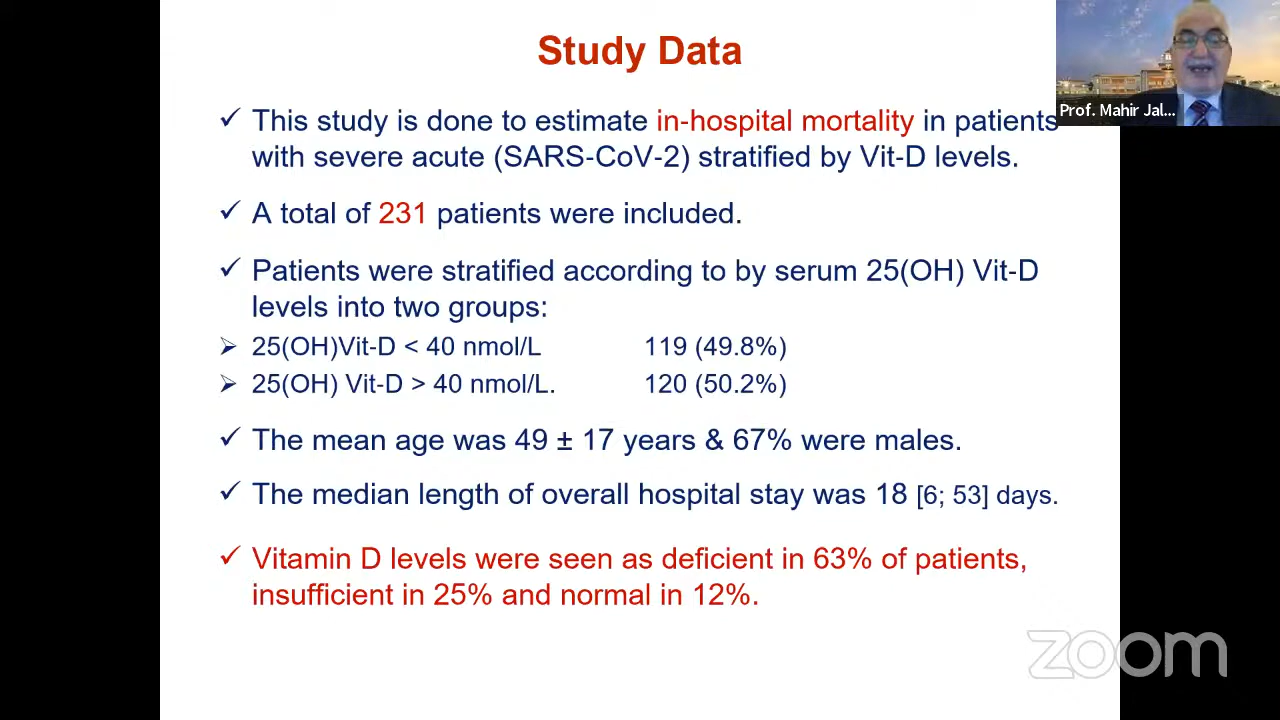 Study Data
This study is done to estimate in-hospital mortality in patients
with severe acute (SARS-CoV-2) stratified by Vit-D levels.
A total of 231 patients were included.
Patients were stratified according to by serum 25(OH) Vit-D
levels into two groups:
25(OH)Vit-D < 40 nmol/L 119 (49.8%)
25(OH) Vit-D > 40 nmol/L. 120 (50.2%)
The mean age was 49 ± 17 years & 67% were males.
The median length of overall hospital stay was 18 [6; 53] days.
Vitamin D levels were seen as deficient in 63% of patients,
insufficient in 25% and normal in 12%.
Prof. Mahir Jal...
zoom